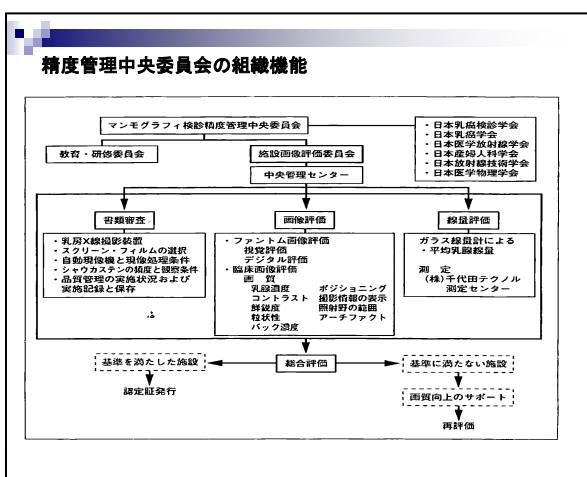 精度管理中央委員会の組織機能
マンモグラフィ検診精度管理中央委員会
・日本乳癌検診学会
・日本乳癌学会
・日本医学放射線学会
・日本産婦人科学会
・日本放射線技術学会
・日本医学物理学会
教育・研修委員会
施設画像評価委員会
中央管理センター
書類審査
・乳房X線撮影装置
・スクリーン・フィルムの選択
・自動現像機と現像処理条件
・シャウカステンの頻度と観察条件
・品質管理の実施状況および
実施記録と保存
画像評価
・ファントム画像評価
視覚評価
デジタル評価
・臨床画像評価
画 質
乳腺濃度 ポジショニング
コントラスト 撮影情報の表示
鮮鋭度 照射野の範囲
粒状性 アーチファクト
バック濃度
線量評価
ガラス線量計による
・平均乳腺線量
測 定
(株)千代田テクノル
測定センター
基準を満たした施設
総合評価
基準に満たない施設
認定証発行
画質向上のサポート
再評価